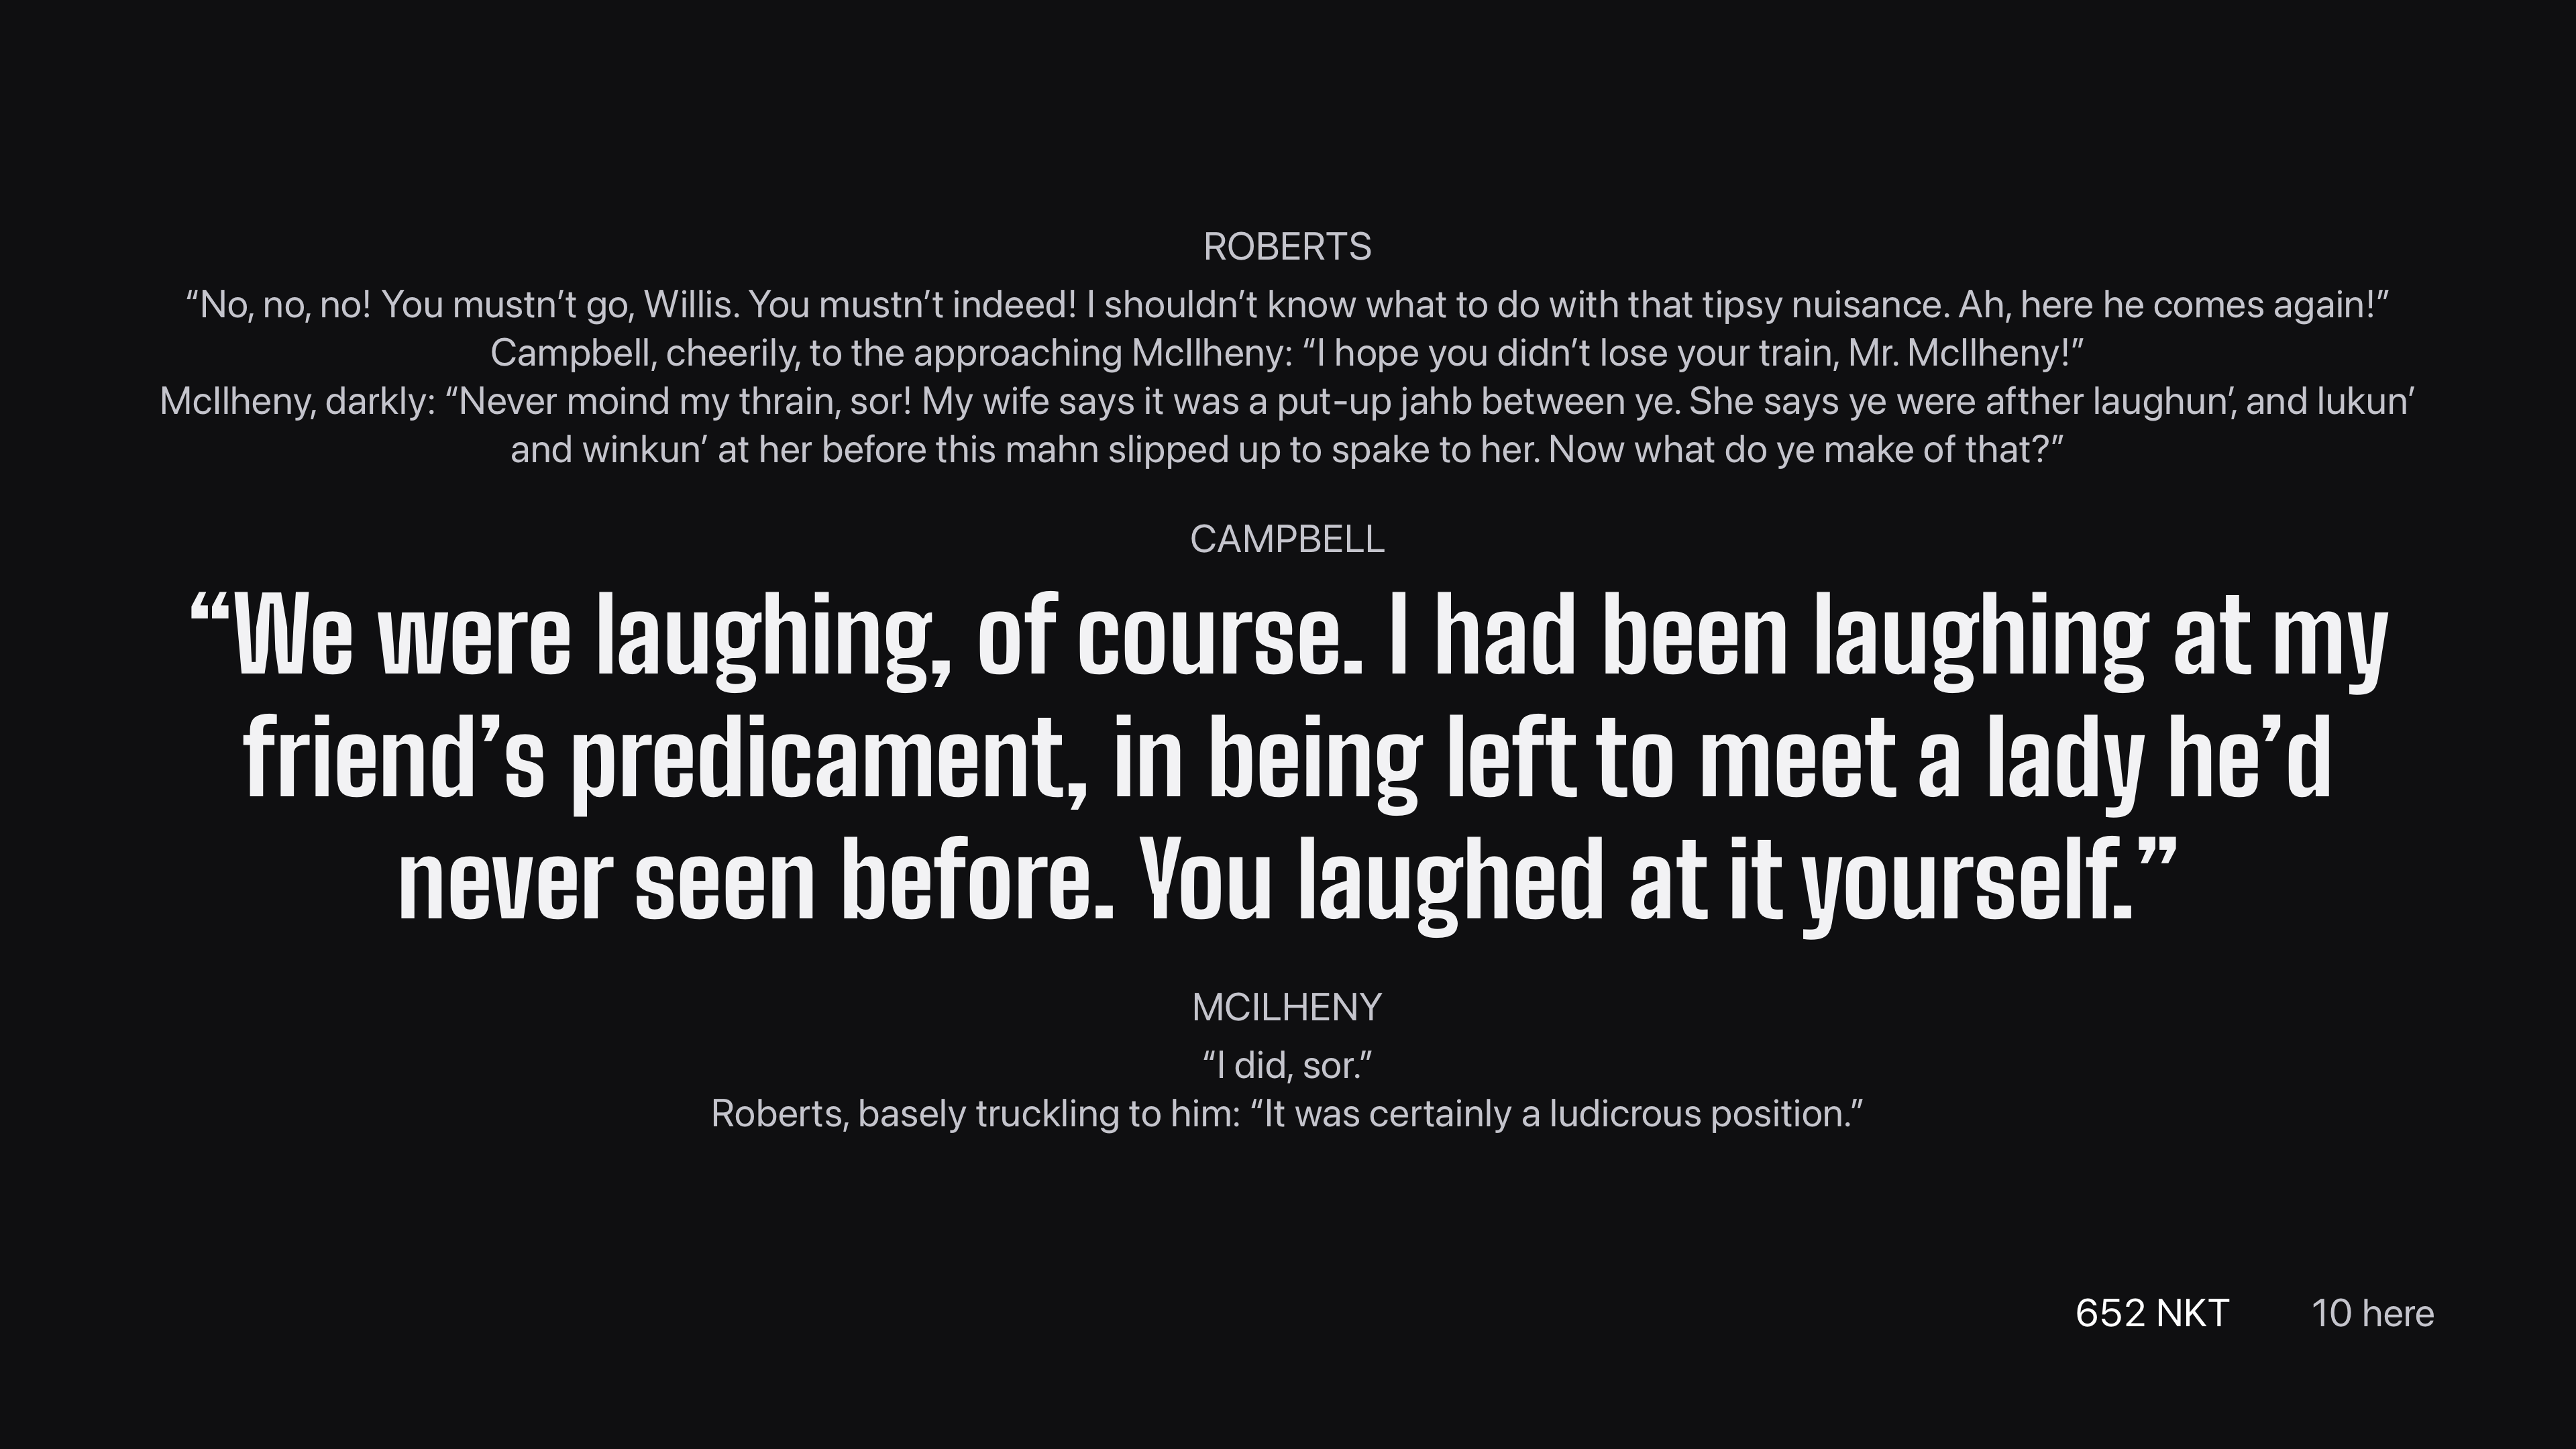 ROBERTS
“No, no, no! You mustn’t go, Willis. You mustn’t indeed! I shouldn’t know what to do with that tipsy nuisance. Ah, here he comes again!”
Campbell, cheerily, to the approaching McIlheny: “I hope you didn’t lose your train, Mr. McIlheny!”
McIlheny, darkly: “Never moind my thrain, sor! My wife says it was a put-up jahb between ye. She says ye were afther laughun’, and lukun’
and winkun’ at her before this mahn slipped up to spake to her. Now what do ye make of that?”
CAMPBELL
“We were laughing, of course. I had been laughing at my
friend’s predicament, in being left to meet a lady he’d
never seen before. You laughed at it yourself.”
MCILHENY
“I did, sor.”
Roberts, basely truckling to him: “It was certainly a ludicrous position.”
652 NKT 10 here